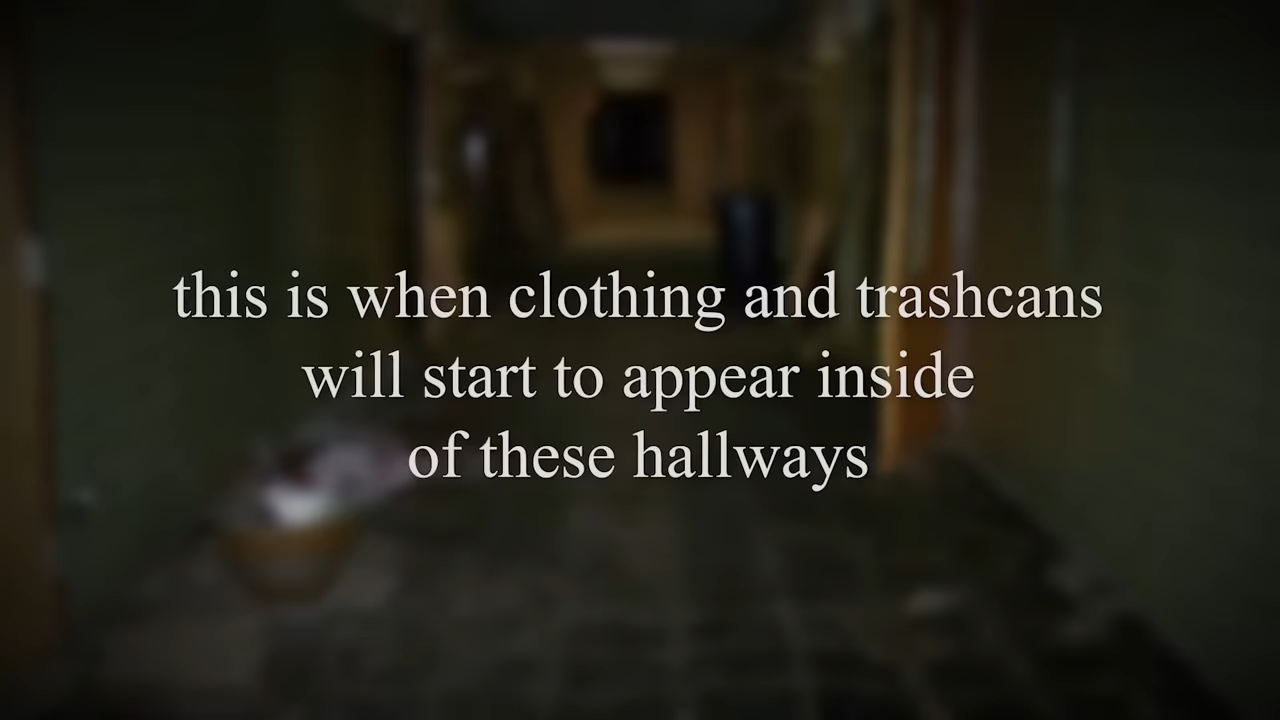 this is when clothing and trashcans
will start to appear inside
of these hallways